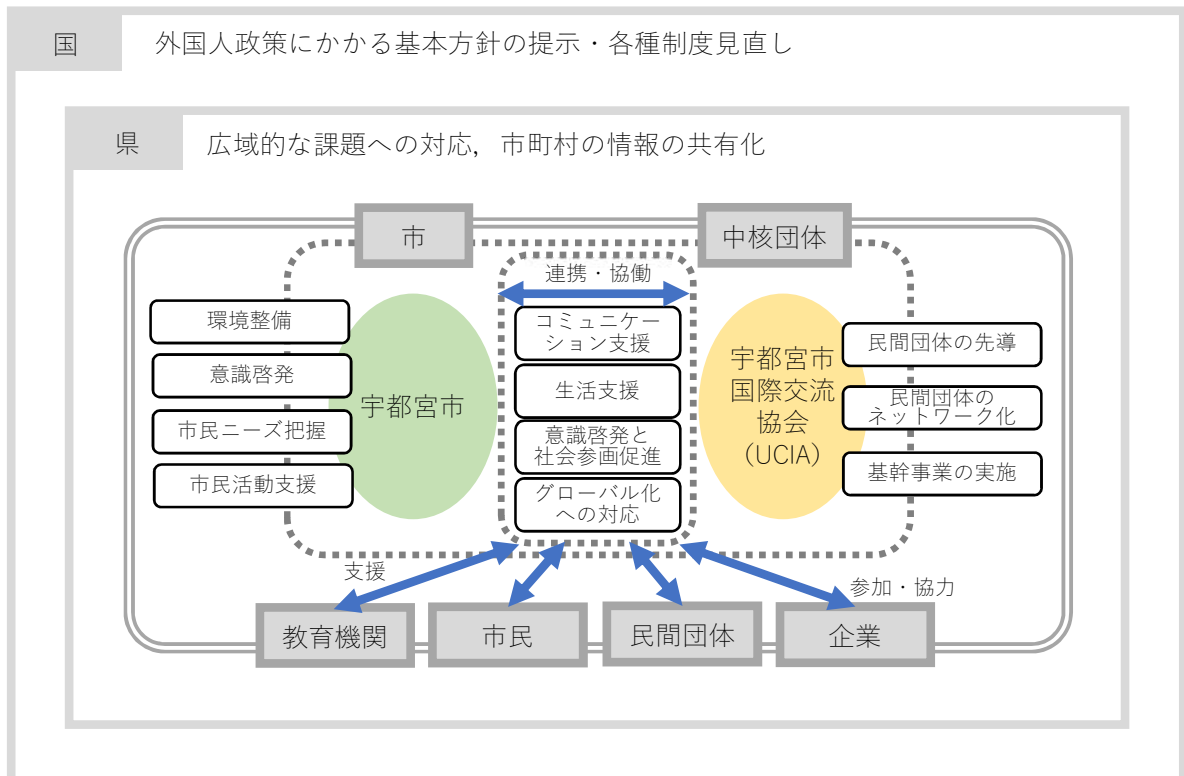 国
外国人政策にかかる基本方針の提示・各種制度見直し
県
広域的な課題への対応，市町村の情報の共有化
市
中核団体
連携・協働
環境整備
意識啓発
市民ニーズ把握
市民活動支援
宇都宮市
コミュニケー
ション支援
生活支援
意識啓発と
社会参画促進
グローバル化
への対応
宇都宮市
国際交流
協会
（UCIA）
民間団体の先導
民間団体の
ネットワーク化
基幹事業の実施
支援
参加・協力
教育機関
市民
民間団体
企業